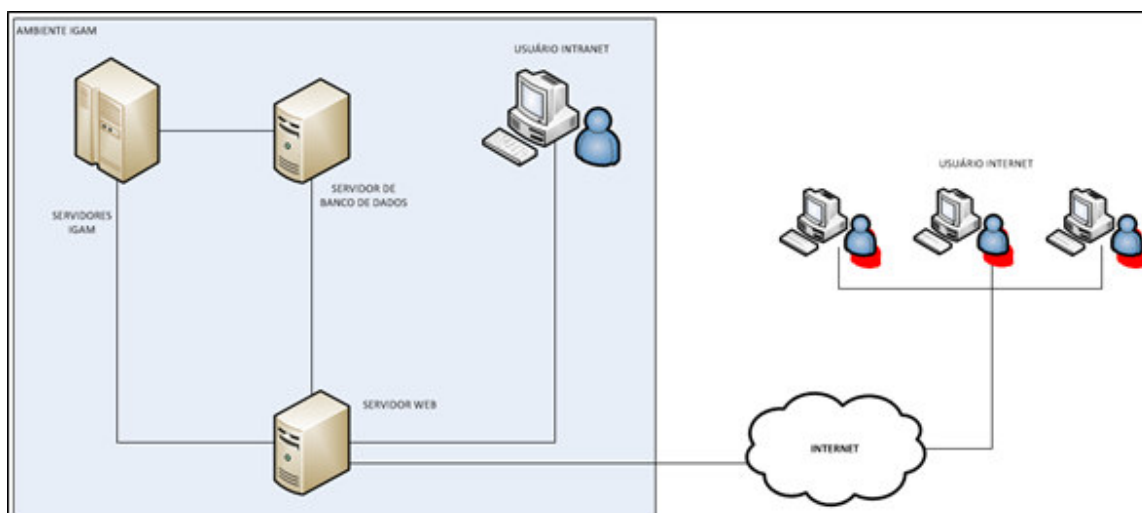 AMBIENTE IGAM
USUÁRIO INTRANET
USUÁRIO INTERNET
SERVIDOR DE
BANCO DE DADOS
SERVIDORES
IGAM
SERVIDOR WEB
INTERNET